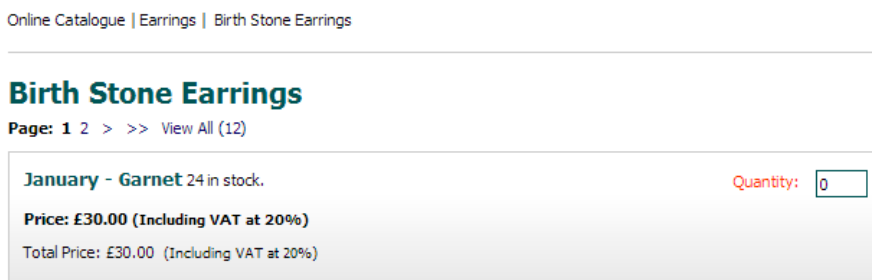 Online Catalogue | Earrings | Birth Stone Earrings
Birth Stone Earrings
Page: 1 2 > >> View All (12)
January - Garnet 24 in stock. Quantity: 0
Price: £30.00 (Including VAT at 20%)
Total Price: £30.00 (Including VAT at 20%)